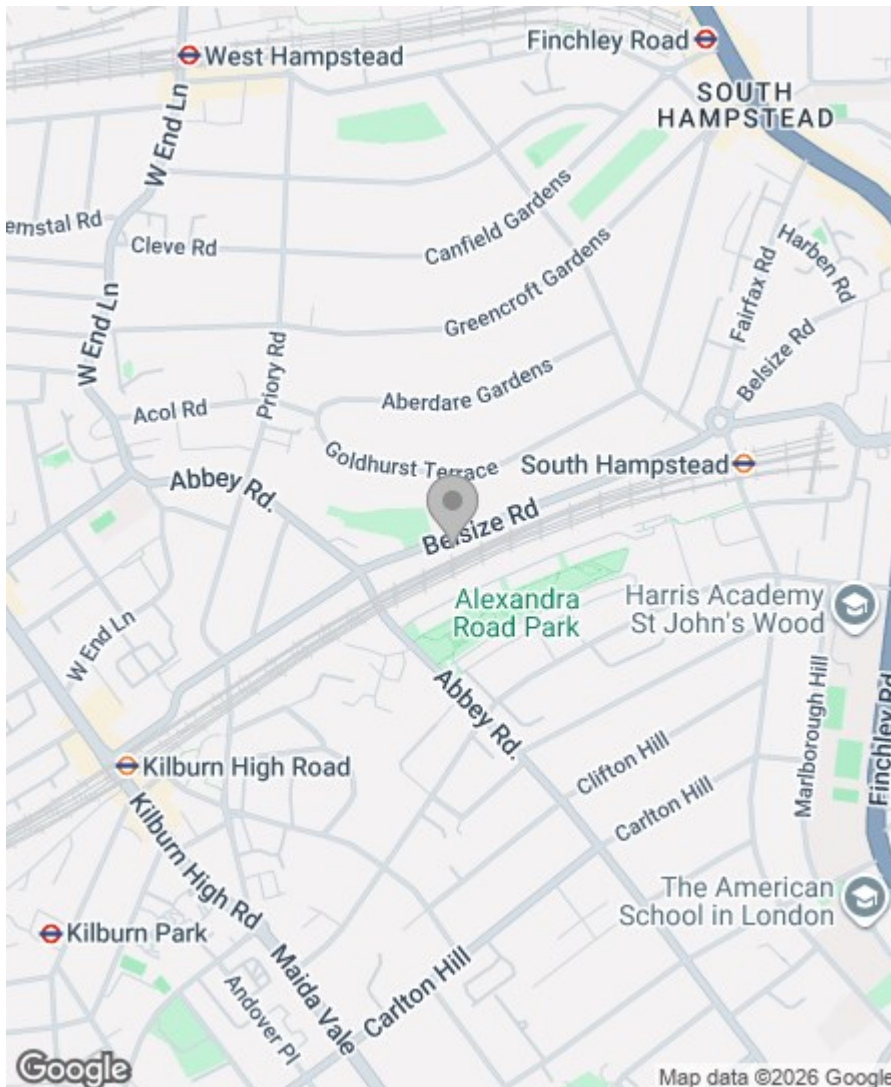 West Hampstead
Finchley Road
SOUTH
HAMPSTEAD
W End Ln
emstal Rd
Cleve Rd
Canfield Gardens
Harben Rd
Fairfax Rd
Greencroft Gardens
W End Ln
Priory Rd
Belsize Rd
Aberdare Gardens
Acol Rd
Goldhurst Terrace
South Hampstead
Abbey Rd.
Belsize Rd
Alexandra
Road Park
Harris Academy
St John's Wood
W End Ln
Abbey Rd.
Marlborough Hill
Finchley Rd
Kilburn High Road
Clifton Hill
Carlton Hill
Kilburn High Rd
The American
School in London
Kilburn Park
Maida Vale
Carlton Hill
Andover Pl
Google
Map data ©2026 Google